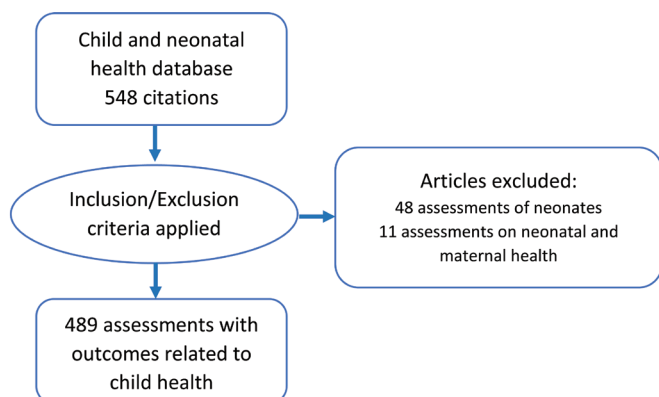 Child and neonatal
health database
548 citations
Inclusion/Exclusion
criteria applied
Articles excluded:
48 assessments of neonates
11 assessments on neonatal and
maternal health
489 assessments with
outcomes related to
child health